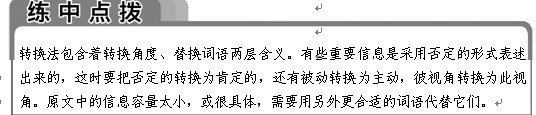 练中点拨
转换法包含着转换角度、替换词语两层含义。有些重要信息是采用否定的形式表述
出来的，这时要把否定的转换为肯定的，还有被动转换为主动，彼视角转换为此视
角。原文中的信息容量太小，或很具体，需要用另外更合适的词语代替它们。